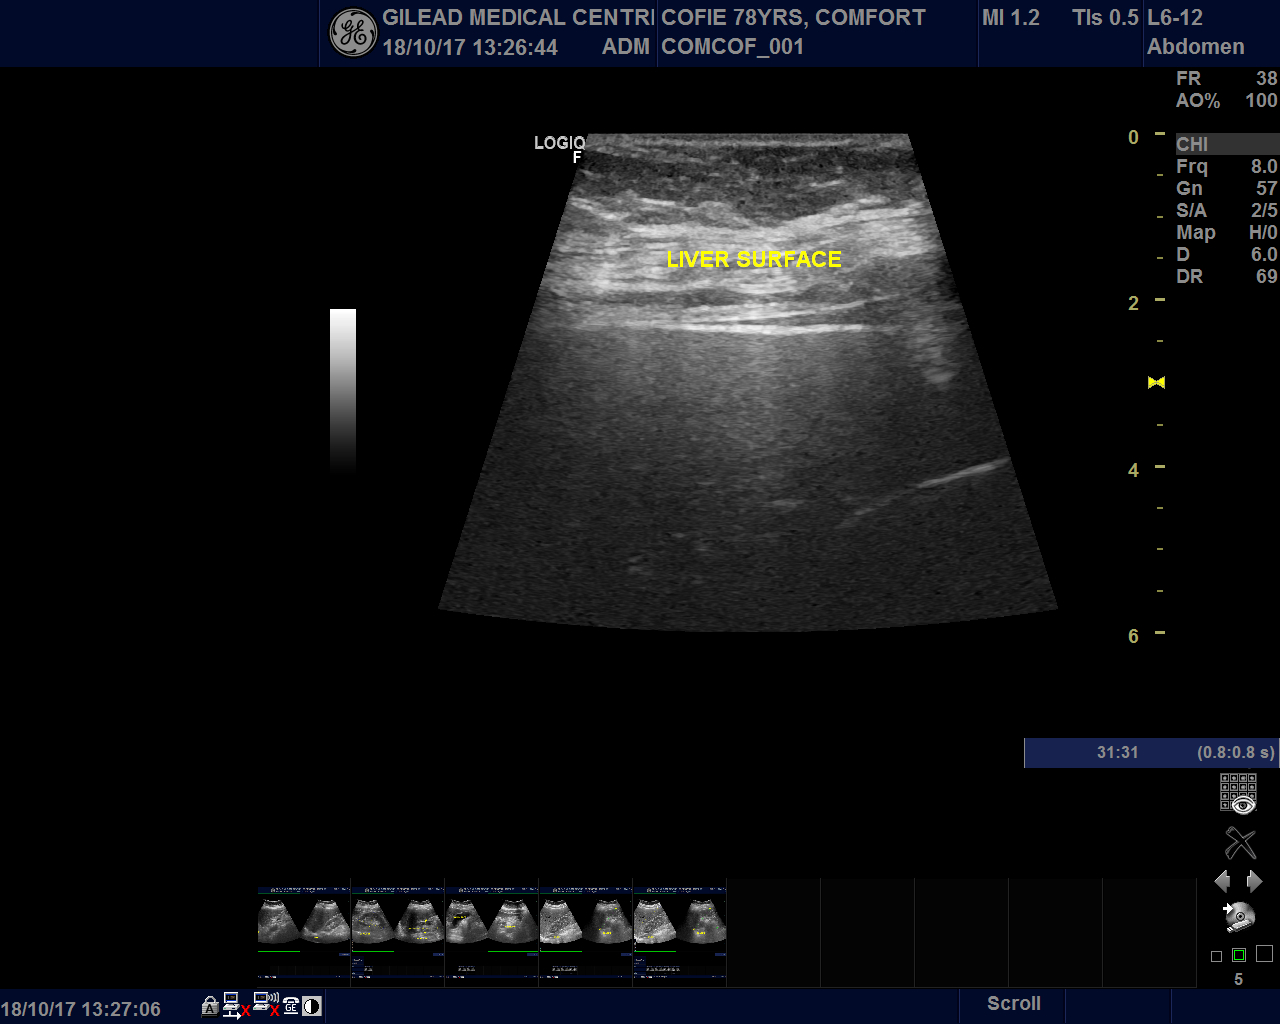 GILEAD MEDICAL CENTRE
18/10/17 13:26:44 ADM
COFIE 78YRS, COMFORT
COMCOF_001
MI 1.2 TIs 0.5
L6-12
Abdomen
FR 38
AO% 100
CHI
Frq 8.0
Gn 57
S/A 2/5
Map H/0
D 6.0
DR 69
LOGIQ
F
0
2
4
6
LIVER SURFACE
31:31 (0.8:0.8 s)
5
18/10/17 13:27:06
Scroll